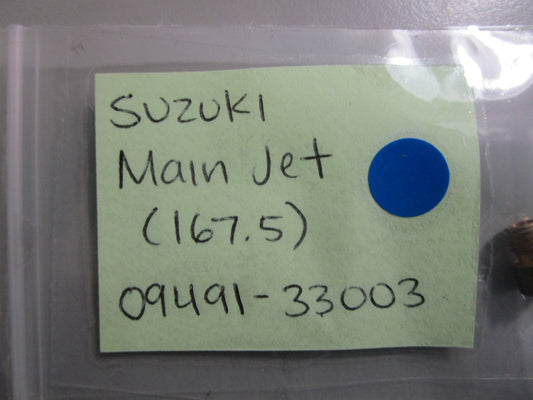 SUZUKI
Main Jet
(167.5)
09491-33003